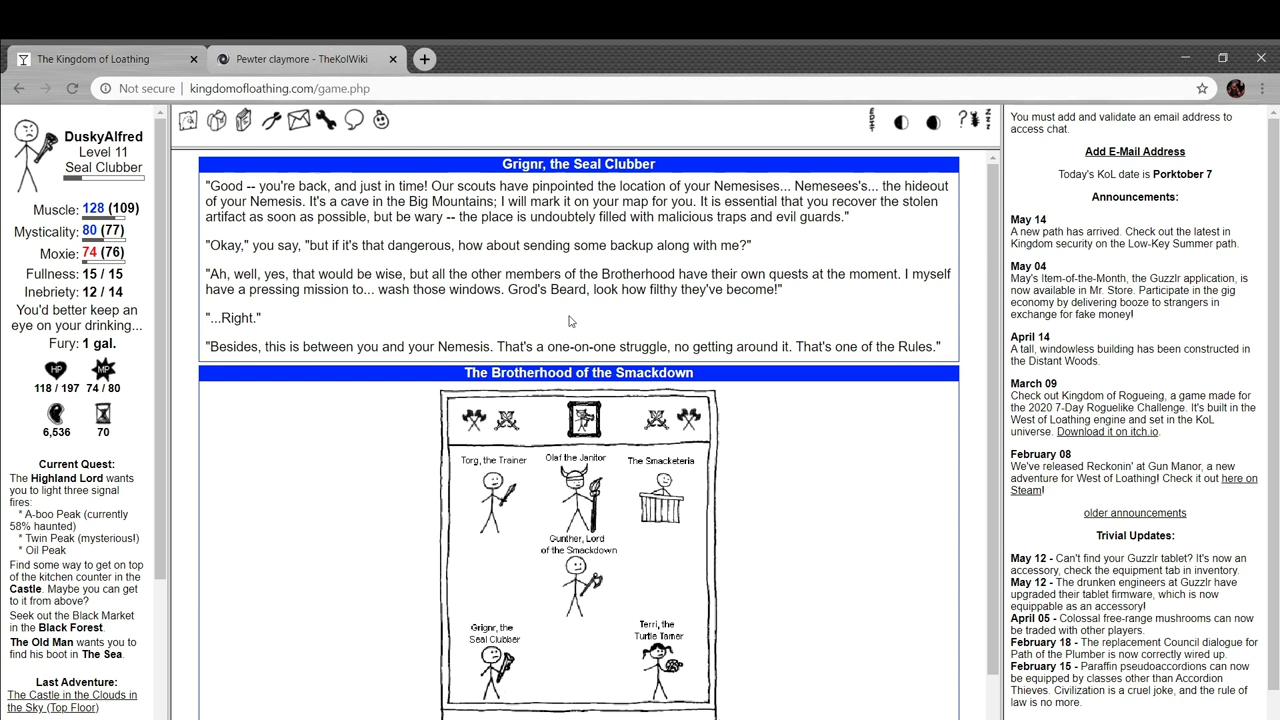 The Kingdom of Loathing
Pewter claymore - TheKolWiki
Not secure
kingdomofloathing.com/game.php
DuskyAlfred
Level 11
Seal Clubber
Muscle: 128 (109)
Mysticality: 80 (77)
Moxie: 74 (76)
Fullness: 15 / 15
Inebriety: 12 / 14
You'd better keep an
eye on your drinking...
Fury: 1 gal.
HP
MP
118 / 197
74 / 80
6,536
70
Current Quest:
The Highland Lord wants
you to light three signal
fires:
* A-boo Peak (currently
58% haunted)
* Twin Peak (mysterious!)
* Oil Peak
Find some way to get on top
of the kitchen counter in the
Castle. Maybe you can get
to it from above?
Seek out the Black Market
in the Black Forest.
The Old Man wants you to
find his boot in The Sea.
Last Adventure:
The Castle in the Clouds in
the Sky (Top Floor)
EDIT
?
Z z z
Grignr, the Seal Clubber
"Good -- you're back, and just in time! Our scouts have pinpointed the location of your Nemesises... Nemesees's... the hideout
of your Nemesis. It's a cave in the Big Mountains; I will mark it on your map for you. It is essential that you recover the stolen
artifact as soon as possible, but be wary -- the place is undoubtely filled with malicious traps and evil guards."
"Okay," you say, "but if it's that dangerous, how about sending some backup along with me?"
"Ah, well, yes, that would be wise, but all the other members of the Brotherhood have their own quests at the moment. I myself
have a pressing mission to... wash those windows. Grod's Beard, look how filthy they've become!"
"...Right."
"Besides, this is between you and your Nemesis. That's a one-on-one struggle, no getting around it. That's one of the Rules."
The Brotherhood of the Smackdown
Torg, the Trainer
Olaf the Janitor
The Smacketeria
Gunther, Lord
of the Smackdown
Grignr, the
Seal Clubber
Terri, the
Turtle Tamer
You must add and validate an email address to
access chat.
Add E-Mail Address
Today's KoL date is Porktober 7
Announcements:
May 14
A new path has arrived. Check out the latest in
Kingdom security on the Low-Key Summer path.
May 04
May's Item-of-the-Month, the Guzzlr application, is
now available in Mr. Store. Participate in the gig
economy by delivering booze to strangers in
exchange for fake money!
April 14
A tall, windowless building has been constructed in
the Distant Woods.
March 09
Check out Kingdom of Rogueing, a game made for
the 2020 7-Day Roguelike Challenge. It's built in the
West of Loathing engine and set in the KoL
universe. Download it on itch.io.
February 08
We've released Reckonin' at Gun Manor, a new
adventure for West of Loathing! Check it out here on
Steam!
older announcements
Trivial Updates:
May 12 - Can't find your Guzzlr tablet? It's now an
accessory, check the equipment tab in inventory.
May 12 - The drunken engineers at Guzzlr have
upgraded their tablet firmware, which is now
equippable as an accessory!
April 05 - Colossal free-range mushrooms can now
be traded with other players.
February 18 - The replacement Council dialogue for
Path of the Plumber is now correctly wired up.
February 15 - Paraffin pseudoaccordions can now
be equipped by classes other than Accordion
Thieves. Civilization is a cruel joke, and the rule of
law is no more.